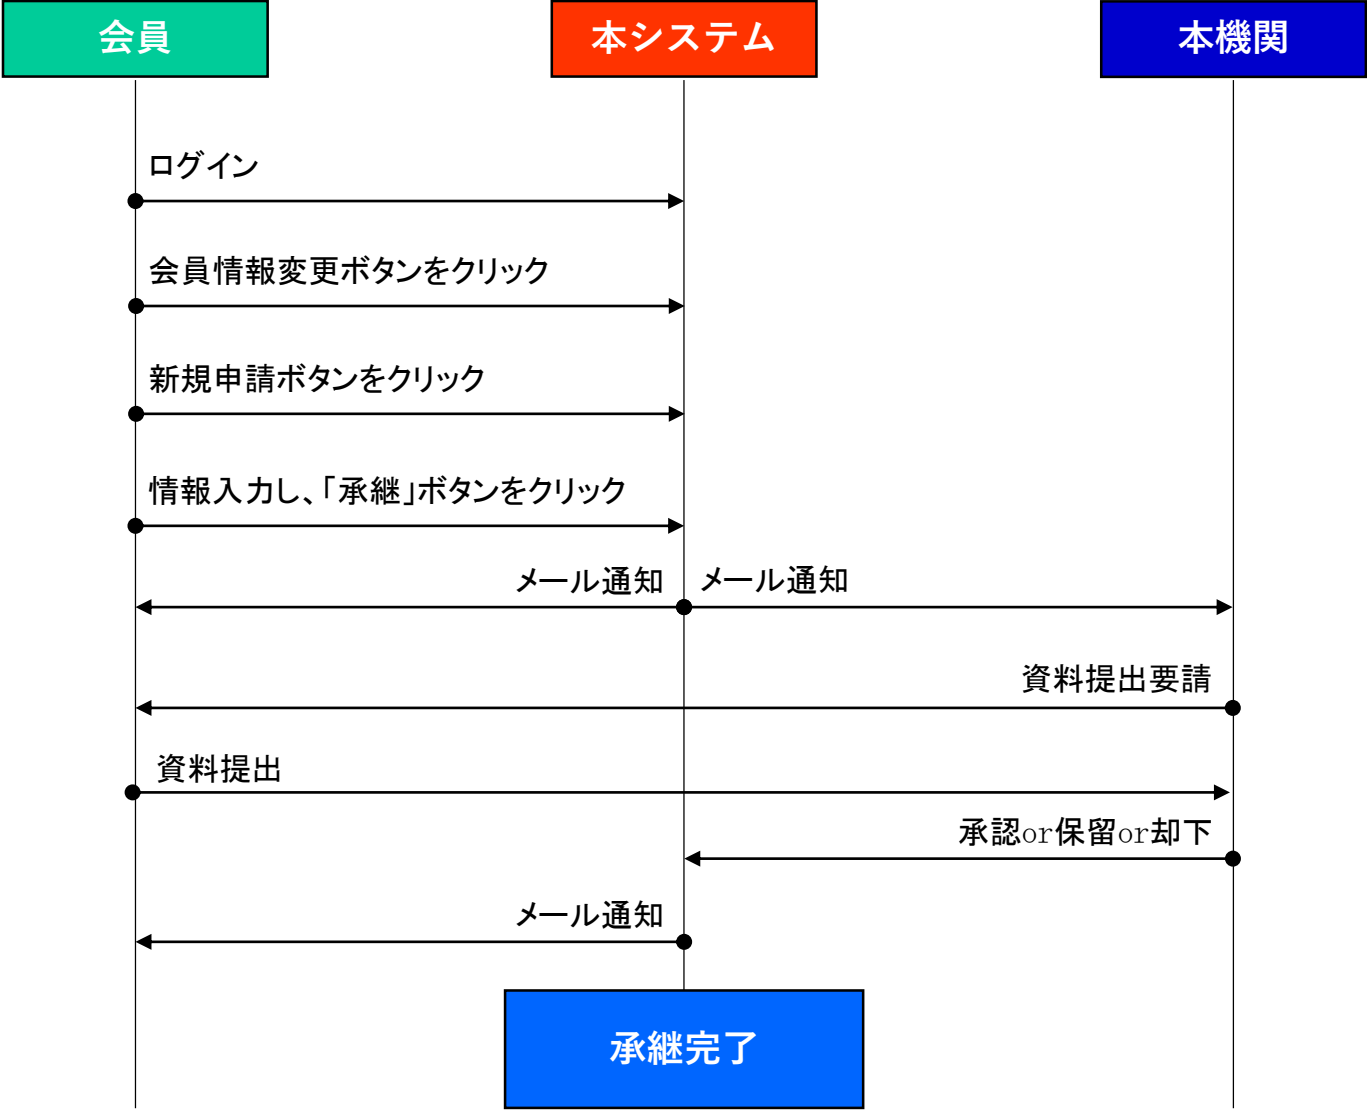 会員
本システム
本機関
ログイン
会員情報変更ボタンをクリック
新規申請ボタンをクリック
情報入力し、「承継」ボタンをクリック
メール通知
メール通知
資料提出要請
資料提出
承認or保留or却下
メール通知
承継完了